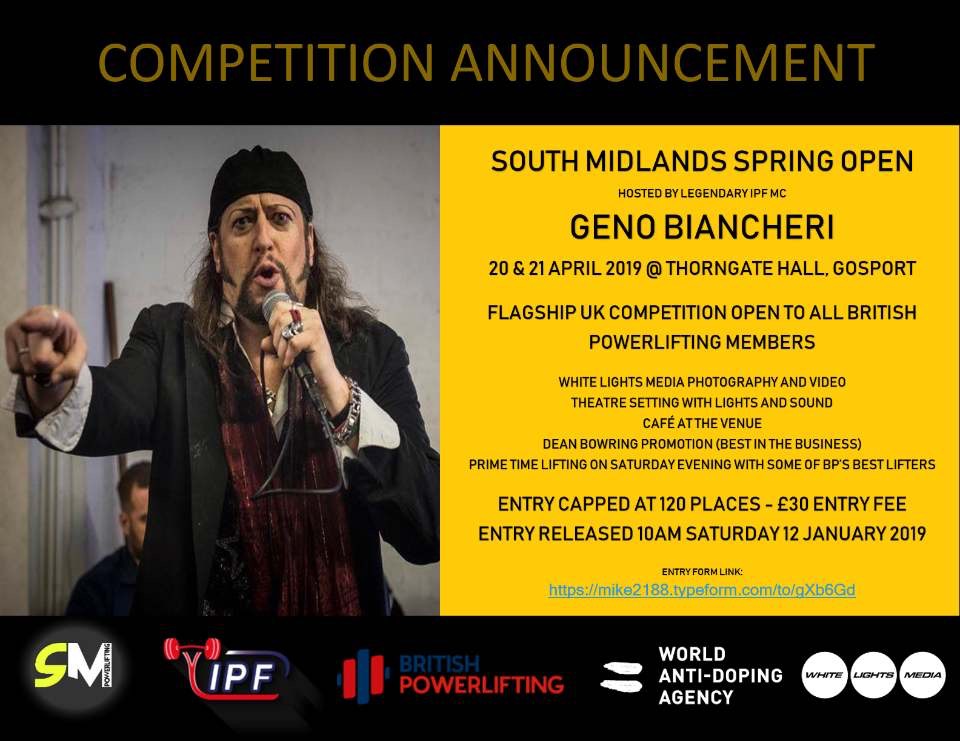 COMPETITION ANNOUNCEMENT
SOUTH MIDLANDS SPRING OPEN
HOSTED BY LEGENDARY IPF MC
GENO BIANCHERI
20 & 21 APRIL 2019 @ THORNGATE HALL, GOSPORT
FLAGSHIP UK COMPETITION OPEN TO ALL BRITISH
POWERLIFTING MEMBERS
WHITE LIGHTS MEDIA PHOTOGRAPHY AND VIDEO
THEATRE SETTING WITH LIGHTS AND SOUND
CAFÉ AT THE VENUE
DEAN BOWRING PROMOTION (BEST IN THE BUSINESS)
PRIME TIME LIFTING ON SATURDAY EVENING WITH SOME OF BP'S BEST LIFTERS
ENTRY CAPPED AT 120 PLACES - £30 ENTRY FEE
ENTRY RELEASED 10AM SATURDAY 12 JANUARY 2019
ENTRY FORM LINK:
https://mike2188.typeform.com/to/gXb6Gd
SM POWERLIFTING
IPF
BRITISH
POWERLIFTING
WORLD
ANTI-DOPING
AGENCY
WHITE LIGHTS MEDIA